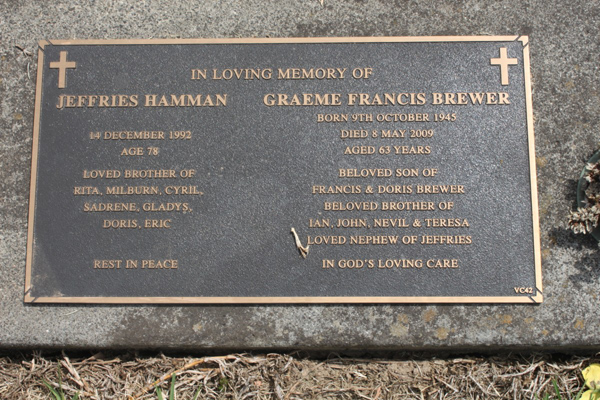 IN LOVING MEMORY OF
JEFFRIES HAMMAN
14 DECEMBER 1992
AGE 78
LOVED BROTHER OF
RITA, MILBURN, CYRIL,
SADRENE, GLADYS,
DORIS, ERIC
REST IN PEACE
GRAEME FRANCIS BREWER
BORN 9TH OCTOBER 1945
DIED 8 MAY 2009
AGED 63 YEARS
BELOVED SON OF
FRANCIS & DORIS BREWER
BELOVED BROTHER OF
IAN, JOHN, NEVIL & TERESA
LOVED NEPHEW OF JEFFRIES
IN GOD'S LOVING CARE
VC42